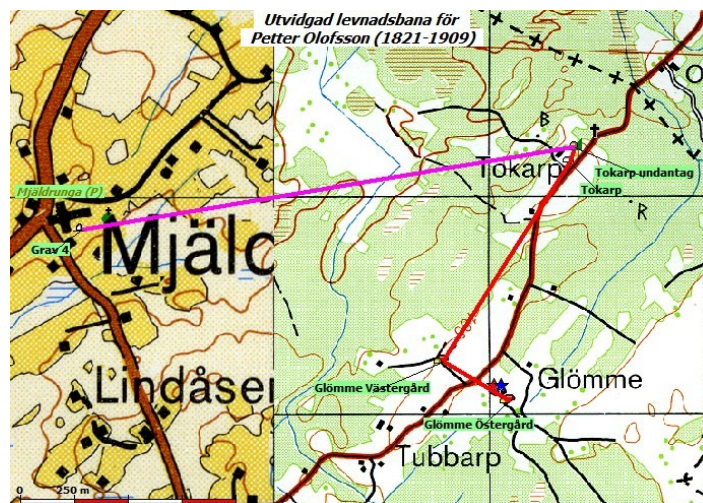 Utvidgad levnadsbana för
Petter Olofsson (1821-1909)
O
B
Tokarp
Tokarp undantag
Tokarp
Mjäldrunga (P)
R
Grav 4
Mjälc
Glömme Västergård
Glömme
Lindåser
Glömme Östergård
Tubbarp
0 250 m